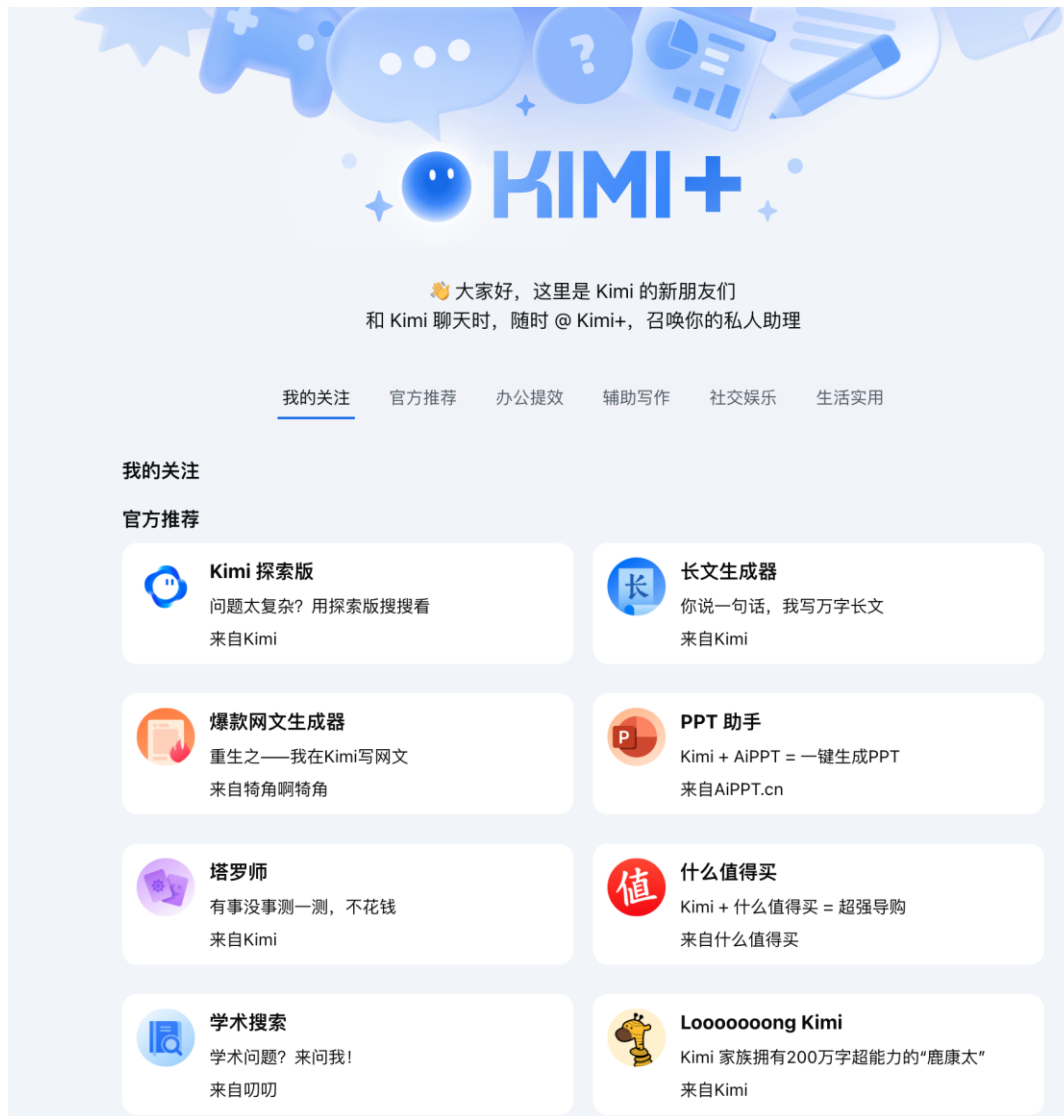 KIMI+
👋 大家好，这里是 Kimi 的新朋友们
和 Kimi 聊天时，随时 @ Kimi+，召唤你的私人助理
我的关注 官方推荐 办公提效 辅助写作 社交娱乐 生活实用
我的关注
官方推荐
Kimi 探索版
问题太复杂？用探索版搜搜看
来自Kimi
长
长文生成器
你说一句话，我写万字长文
来自Kimi
爆款网文生成器
重生之——我在Kimi写网文
来自犄角啊犄角
P
PPT 助手
Kimi + AiPPT = 一键生成PPT
来自AiPPT.cn
塔罗师
有事没事测一测，不花钱
来自Kimi
值
什么值得买
Kimi + 什么值得买 = 超强导购
来自什么值得买
学术搜索
学术问题？来问我！
来自叨叨
Looooooong Kimi
Kimi 家族拥有200万字超能力的“鹿康太”
来自Kimi